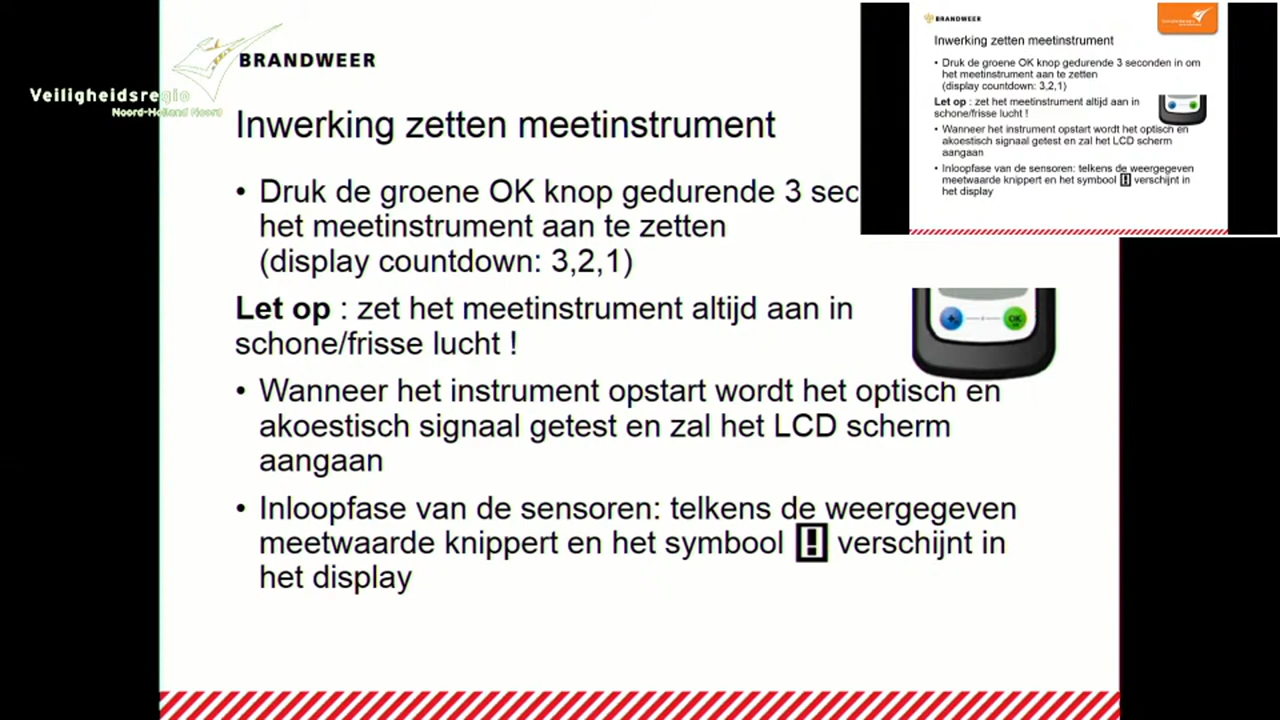 BRANDWEER
Veiligheidsregio
Noord-Holland Noord
Inwerking zetten meetinstrument
• Druk de groene OK knop gedurende 3 sec
het meetinstrument aan te zetten
(display countdown: 3,2,1)
Let op : zet het meetinstrument altijd aan in
schone/frisse lucht !
OK
• Wanneer het instrument opstart wordt het optisch en
akoestisch signaal getest en zal het LCD scherm
aangaan
• Inloopfase van de sensoren: telkens de weergegeven
meetwaarde knippert en het symbool ! verschijnt in
het display
BRANDWEER
Inwerking zetten meetinstrument
• Druk de groene OK knop gedurende 3 seconden in om
het meetinstrument aan te zetten
(display countdown: 3,2,1)
Let op : zet het meetinstrument altijd aan in
schone/frisse lucht !
• Wanneer het instrument opstart wordt het optisch en
akoestisch signaal getest en zal het LCD scherm
aangaan
• Inloopfase van de sensoren: telkens de weergegeven
meetwaarde knippert en het symbool ! verschijnt in
het display